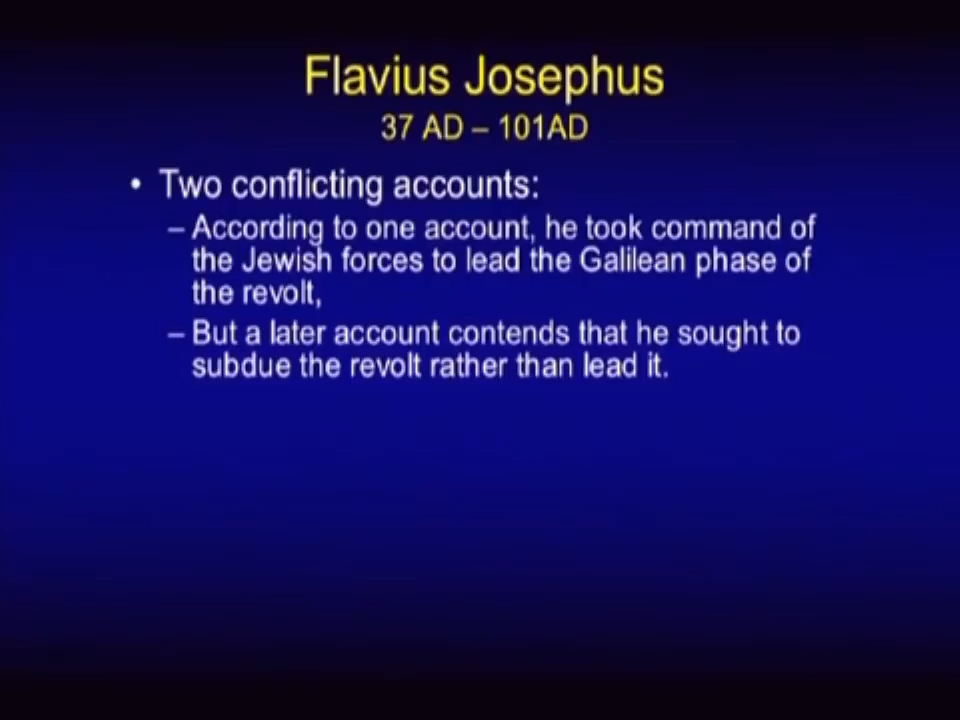 Flavius Josephus
37 AD – 101AD
• Two conflicting accounts:
– According to one account, he took command of
the Jewish forces to lead the Galilean phase of
the revolt,
– But a later account contends that he sought to
subdue the revolt rather than lead it.